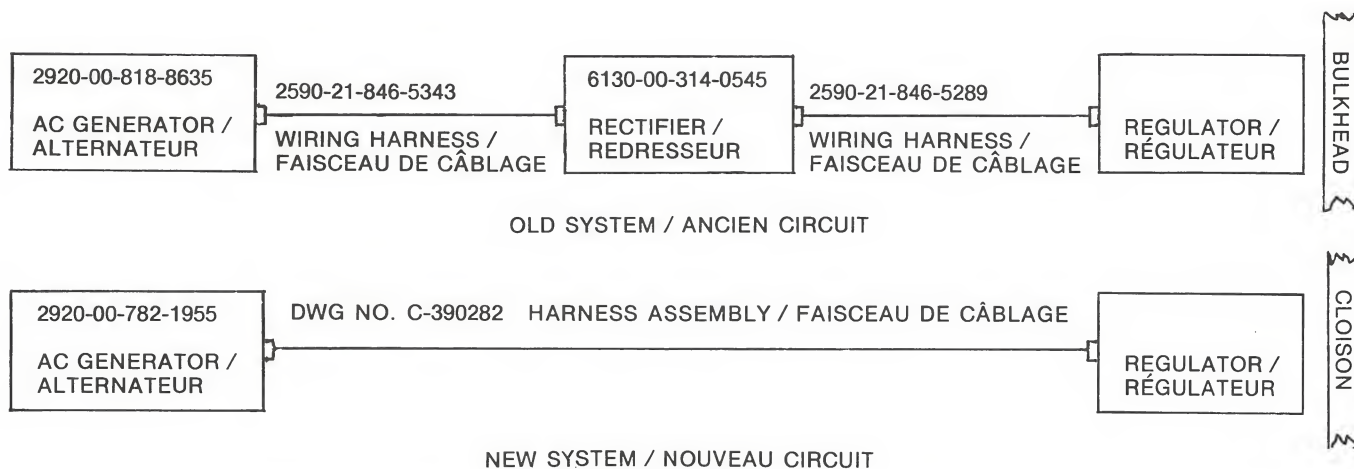 2920-00-818-8635
AC GENERATOR /
ALTERNATEUR
2590-21-846-5343
WIRING HARNESS /
FAISCEAU DE CÂBLAGE
6130-00-314-0545
RECTIFIER /
REDRESSEUR
2590-21-846-5289
WIRING HARNESS /
FAISCEAU DE CÂBLAGE
REGULATOR /
RÉGULATEUR
BULKHEAD
OLD SYSTEM / ANCIEN CIRCUIT
2920-00-782-1955
AC GENERATOR /
ALTERNATEUR
DWG NO. C-390282 HARNESS ASSEMBLY / FAISCEAU DE CÂBLAGE
REGULATOR /
RÉGULATEUR
CLOISON
NEW SYSTEM / NOUVEAU CIRCUIT